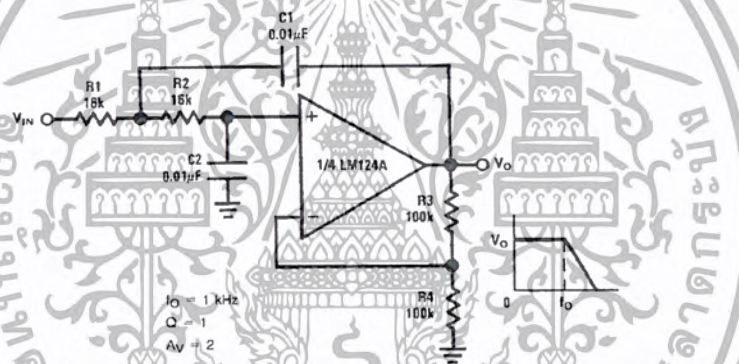 C1
0.01μF
R1
16k
R2
16k
VIN
+
1/4 LM124A
VO
C2
0.01μF
−
R3
100k
R4
100k
VO
0
fO
fO = 1 kHz
Q = 1
AV = 2